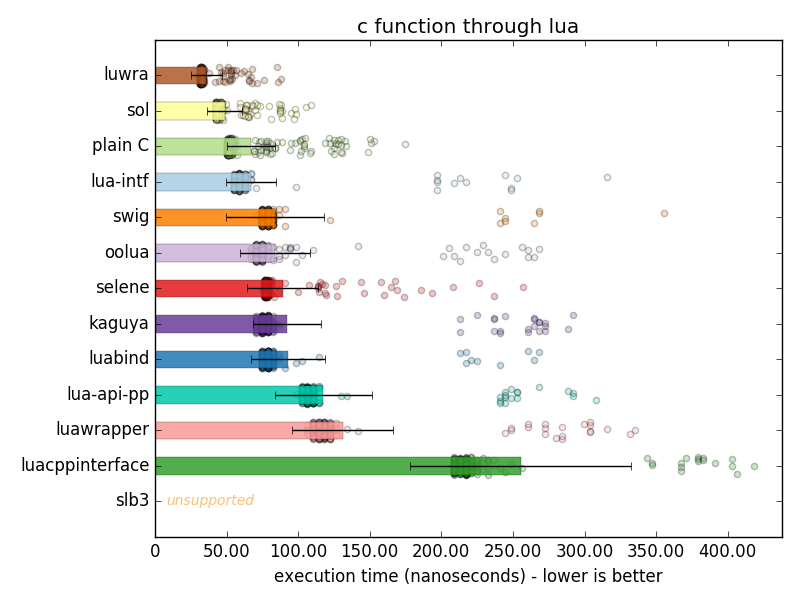 c function through lua
luwra
sol
plain C
lua-intf
swig
oolua
selene
kaguya
luabind
lua-api-pp
luawrapper
luacppinterface
slb3 unsupported
0 50.00 100.00 150.00 200.00 250.00 300.00 350.00 400.00
execution time (nanoseconds) - lower is better